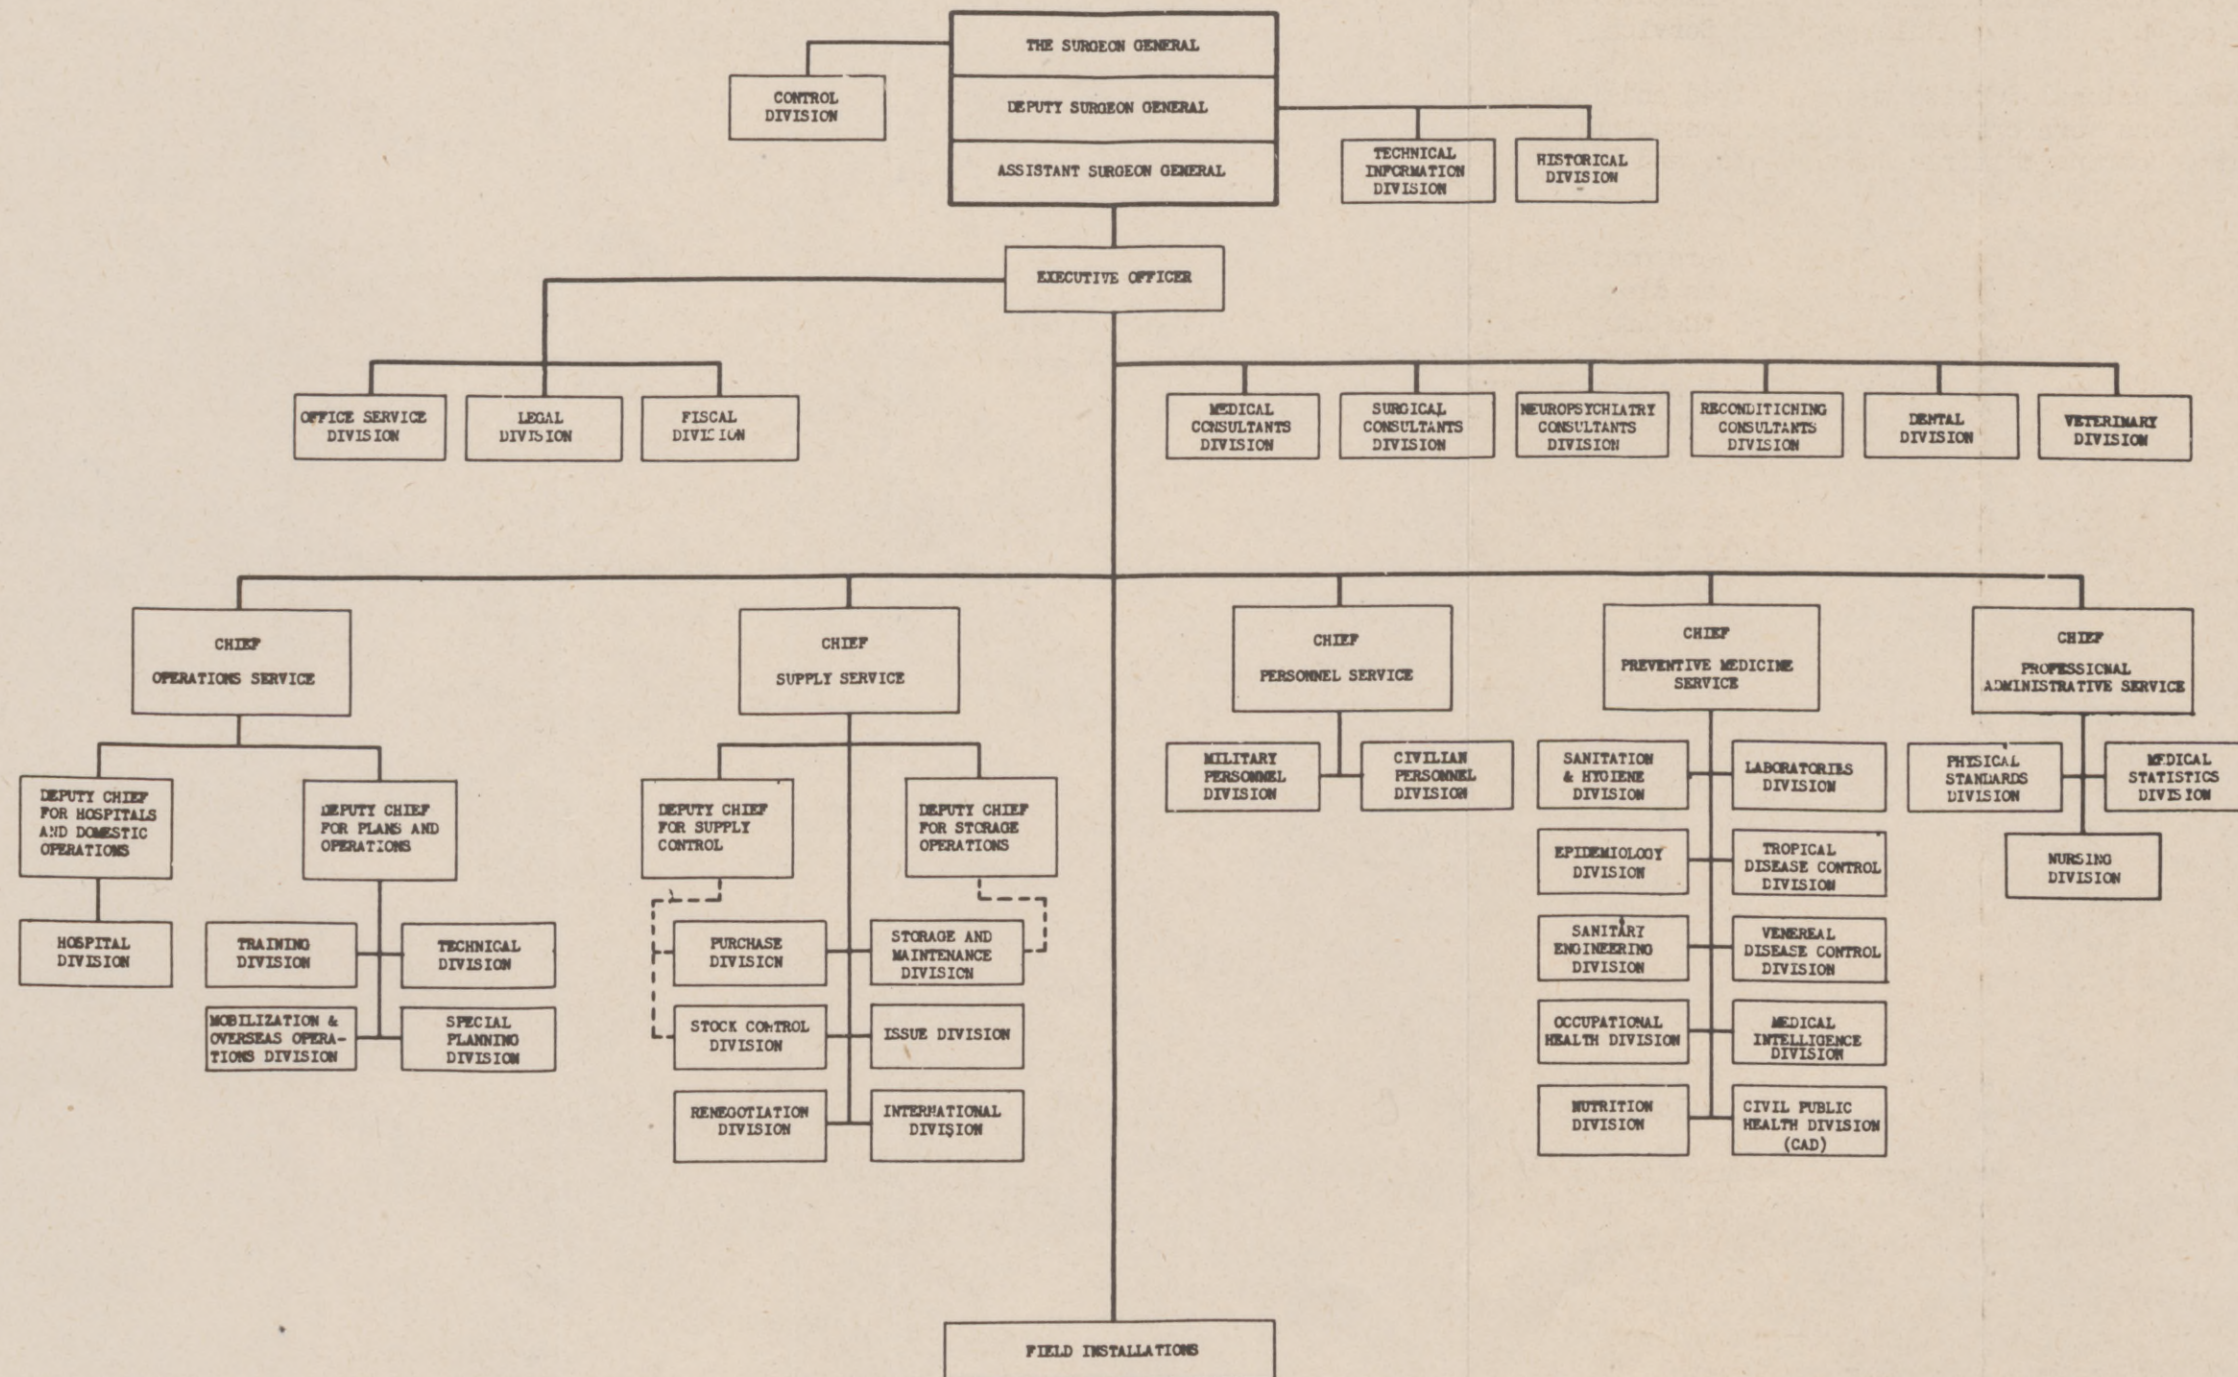 THE SURGEON GENERAL
CONTROL
DIVISION
DEPUTY SURGEON GENERAL
ASSISTANT SURGEON GENERAL
TECHNICAL
INFORMATION
DIVISION
HISTORICAL
DIVISION
EXECUTIVE OFFICER
OFFICE SERVICE
DIVISION
LEGAL
DIVISION
FISCAL
DIVISION
MEDICAL
CONSULTANTS
DIVISION
SURGICAL
CONSULTANTS
DIVISION
NEUROPSYCHIATRY
CONSULTANTS
DIVISION
RECONDITIONING
CONSULTANTS
DIVISION
DENTAL
DIVISION
VETERINARY
DIVISION
CHIEF
OPERATIONS SERVICE
CHIEF
SUPPLY SERVICE
CHIEF
PERSONNEL SERVICE
CHIEF
PREVENTIVE MEDICINE
SERVICE
CHIEF
PROFESSIONAL
ADMINISTRATIVE SERVICE
DEPUTY CHIEF
FOR HOSPITALS
AND DOMESTIC
OPERATIONS
DEPUTY CHIEF
FOR PLANS AND
OPERATIONS
DEPUTY CHIEF
FOR SUPPLY
CONTROL
DEPUTY CHIEF
FOR STORAGE
OPERATIONS
MILITARY
PERSONNEL
DIVISION
CIVILIAN
PERSONNEL
DIVISION
SANITATION
& HYGIENE
DIVISION
LABORATORIES
DIVISION
PHYSICAL
STANDARDS
DIVISION
MEDICAL
STATISTICS
DIVISION
EPIDEMIOLOGY
DIVISION
TROPICAL
DISEASE CONTROL
DIVISION
NURSING
DIVISION
HOSPITAL
DIVISION
TRAINING
DIVISION
TECHNICAL
DIVISION
PURCHASE
DIVISION
STORAGE AND
MAINTENANCE
DIVISION
SANITARY
ENGINEERING
DIVISION
VENEREAL
DISEASE CONTROL
DIVISION
MOBILIZATION &
OVERSEAS OPERA-
TIONS DIVISION
SPECIAL
PLANNING
DIVISION
STOCK CONTROL
DIVISION
ISSUE DIVISION
OCCUPATIONAL
HEALTH DIVISION
MEDICAL
INTELLIGENCE
DIVISION
RENEGOTIATION
DIVISION
INTERNATIONAL
DIVISION
NUTRITION
DIVISION
CIVIL PUBLIC
HEALTH DIVISION
(CAD)
FIELD INSTALLATIONS